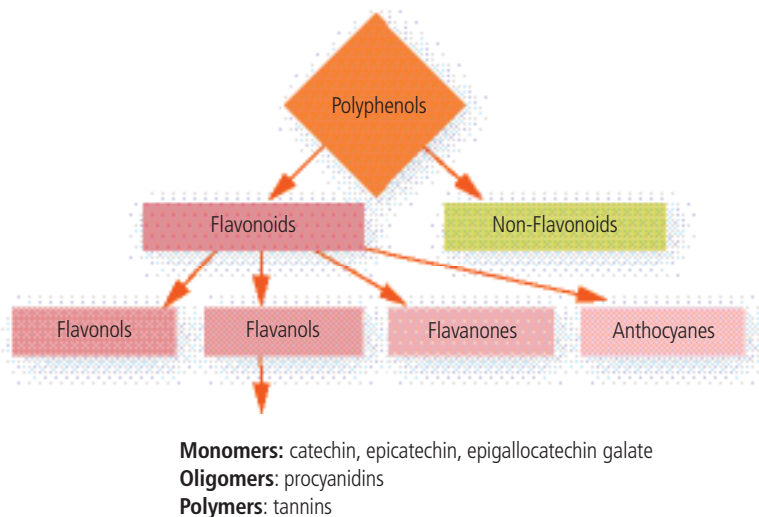 Polyphenols
Flavonoids
Non-Flavonoids
Flavonols
Flavanols
Flavanones
Anthocyanes
Monomers: catechin, epicatechin, epigallocatechin galate
Oligomers: procyanidins
Polymers: tannins